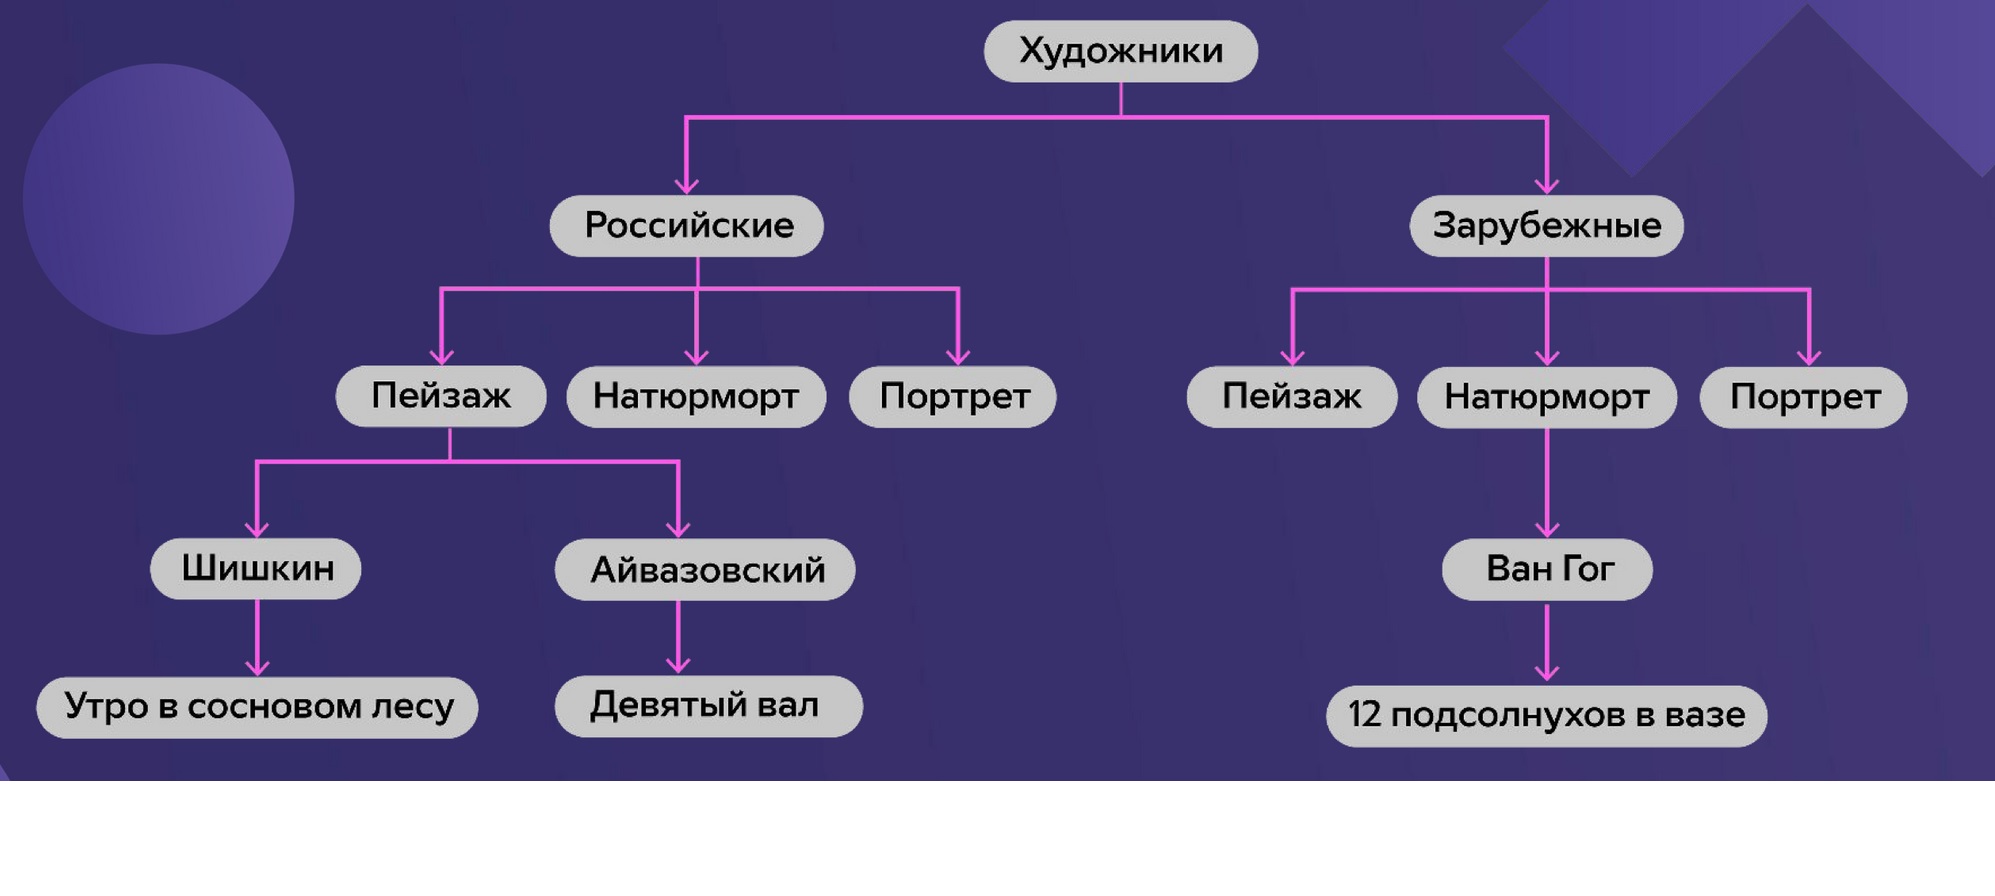 Художники
Российские
Зарубежные
Пейзаж
Натюрморт
Портрет
Пейзаж
Натюрморт
Портрет
Шишкин
Айвазовский
Ван Гог
Утро в сосновом лесу
Девятый вал
12 подсолнухов в вазе